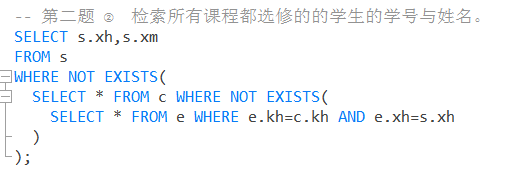 -- 第二题 ② 检索所有课程都选修的的学生的学号与姓名。
SELECT s.xh,s.xm
FROM s
WHERE NOT EXISTS(
SELECT * FROM c WHERE NOT EXISTS(
SELECT * FROM e WHERE e.kh=c.kh AND e.xh=s.xh
)
);